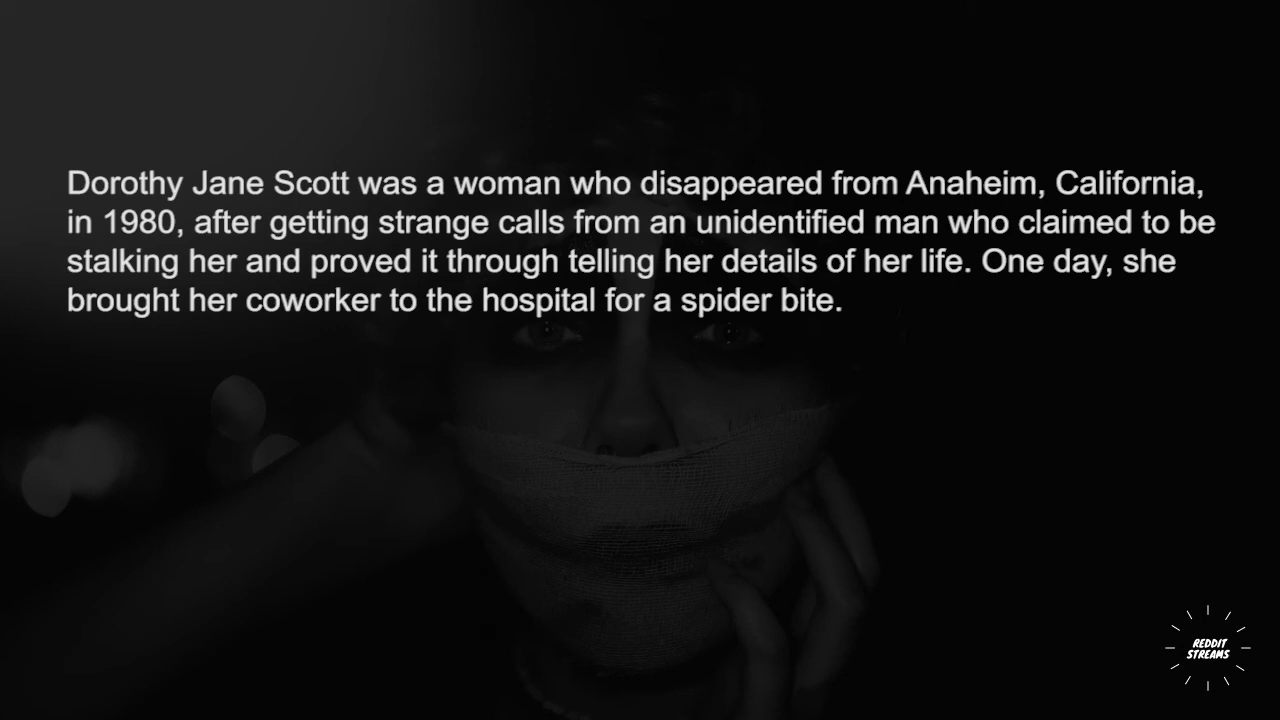 Dorothy Jane Scott was a woman who disappeared from Anaheim, California,
in 1980, after getting strange calls from an unidentified man who claimed to be
stalking her and proved it through telling her details of her life. One day, she
brought her coworker to the hospital for a spider bite.
REDDIT
STREAMS